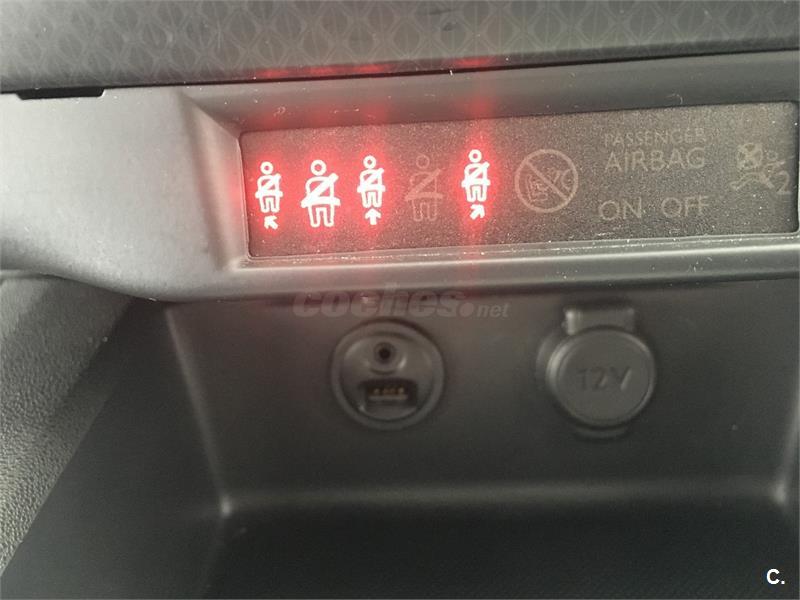 PASSENGER
AIRBAG
ON OFF
2
coches.net
12V
C.